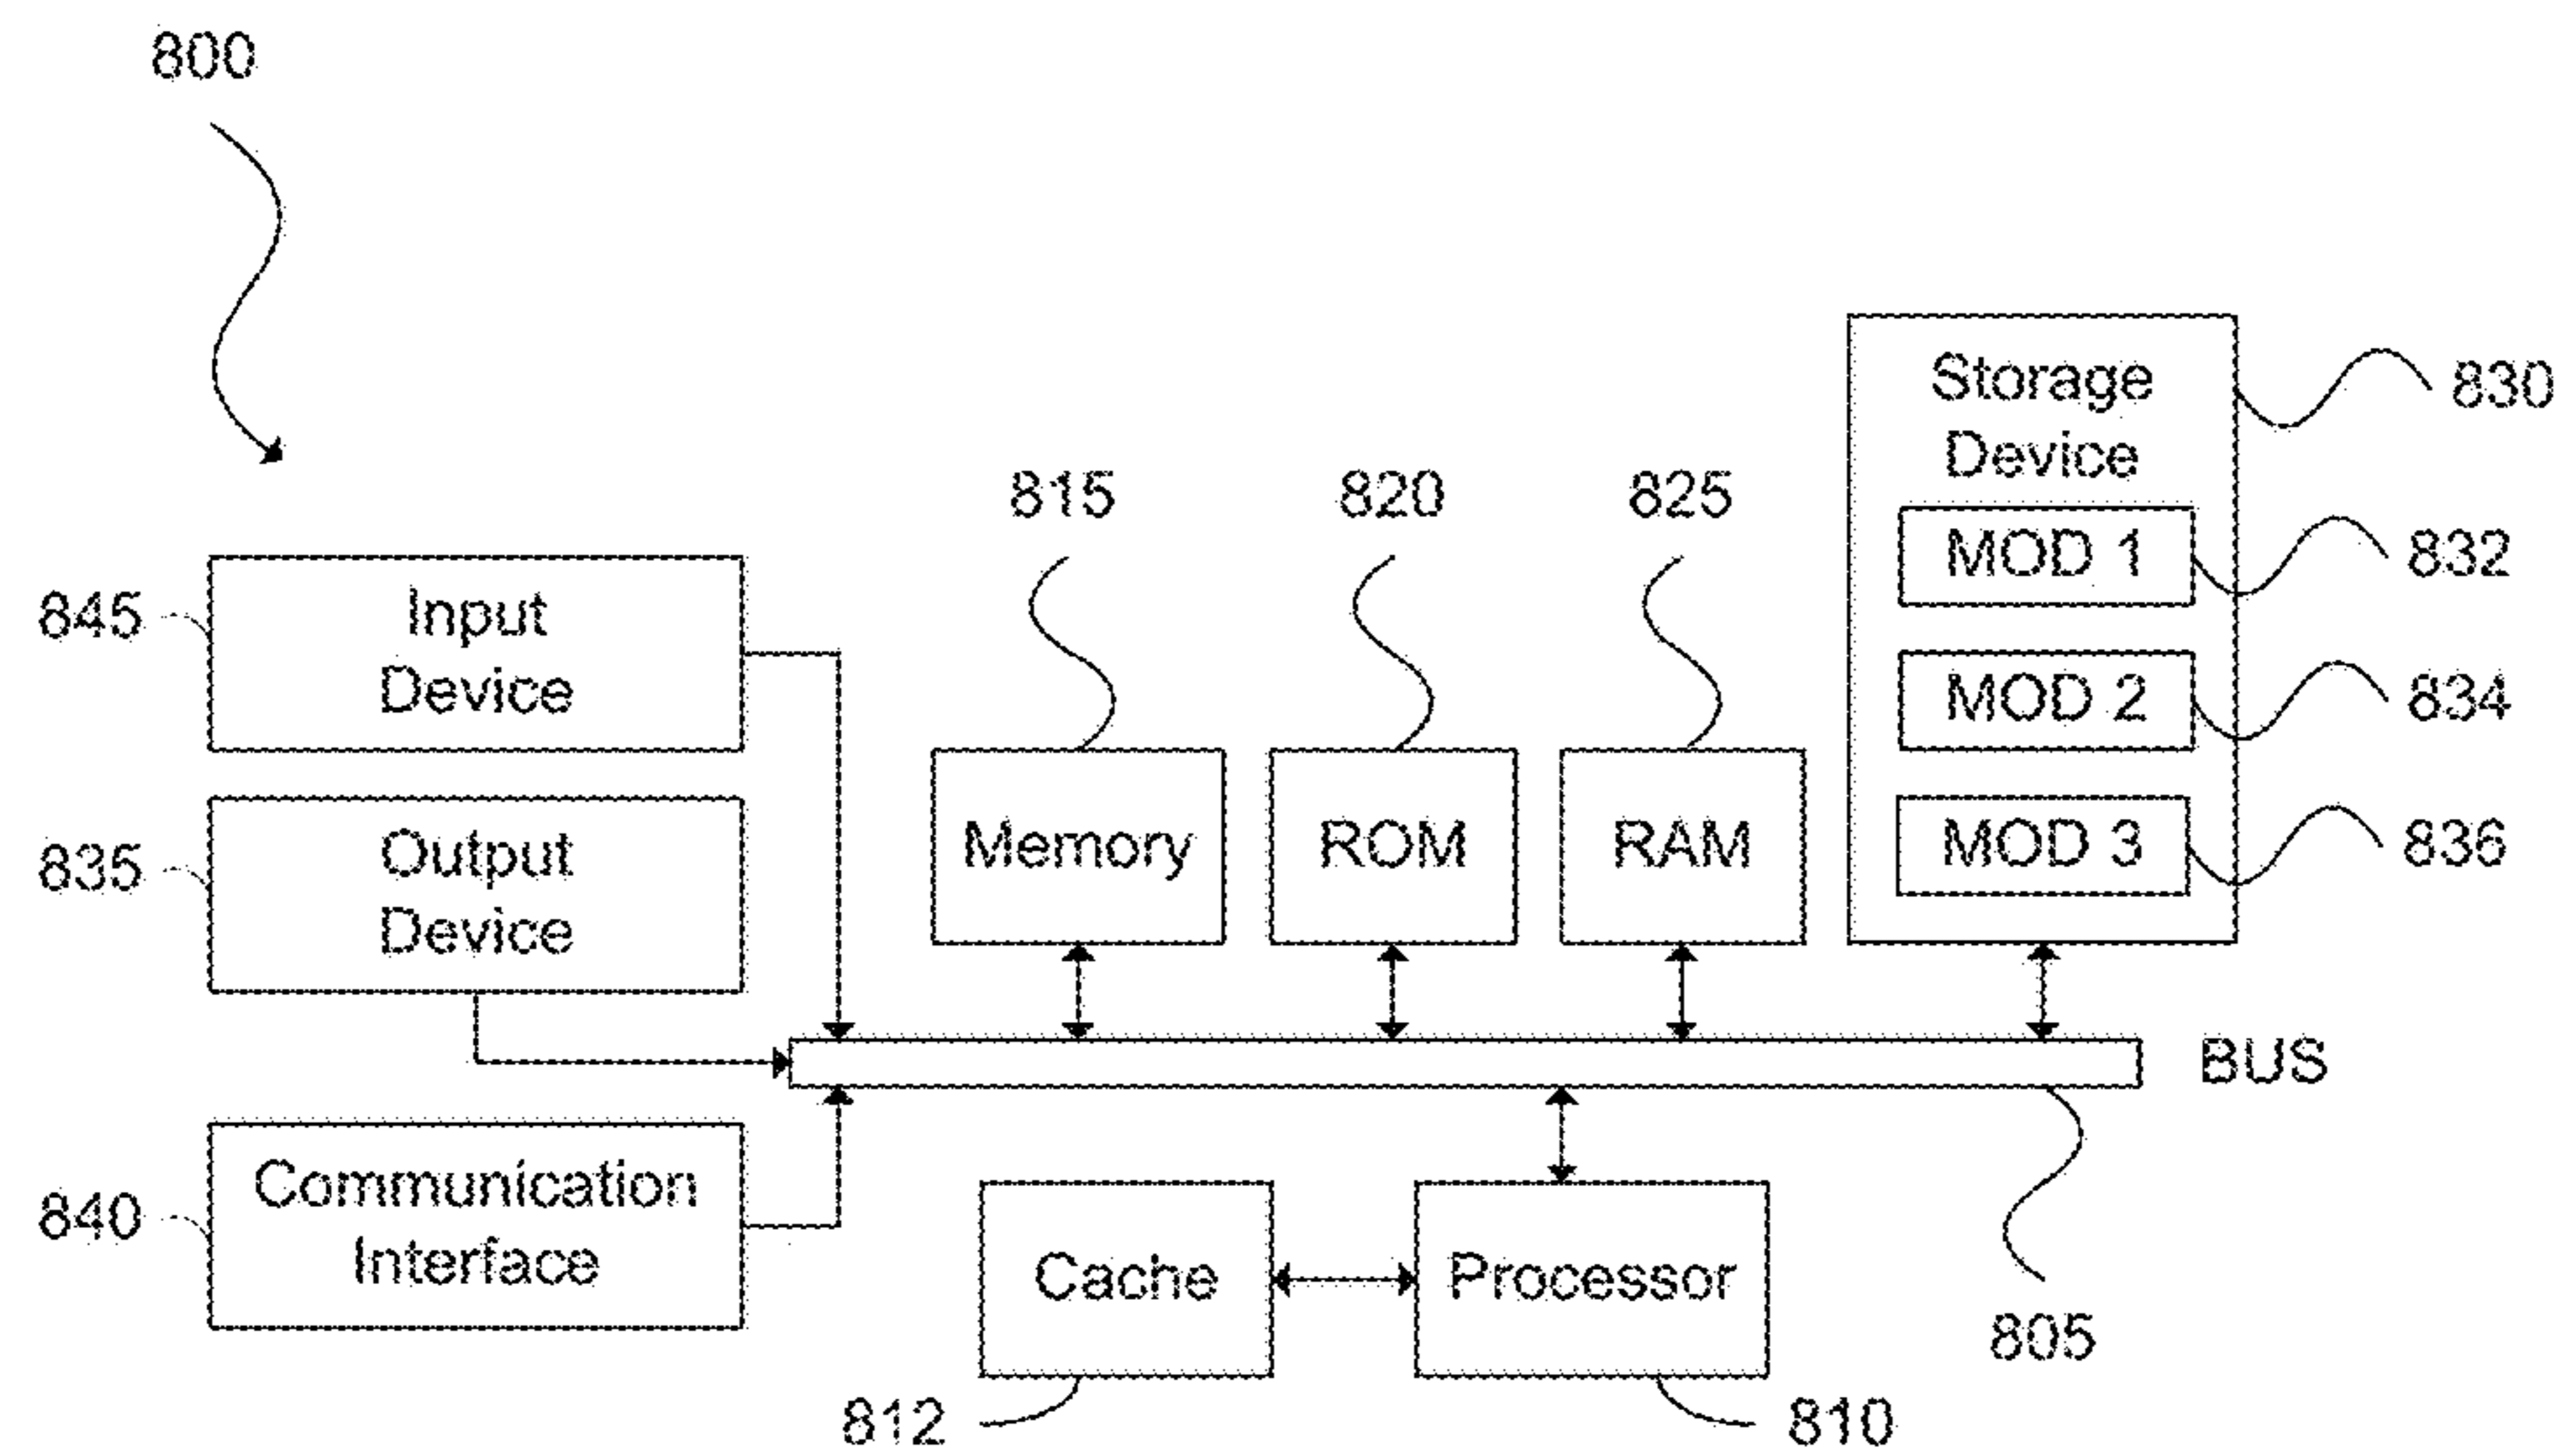 800
830
Storage
Device
815
820
825
MOD 1
832
845
Input
Device
MOD 2
834
Memory
ROM
RAM
MOD 3
836
835
Output
Device
BUS
840
Communication
Interface
Cache
Processor
805
812
810